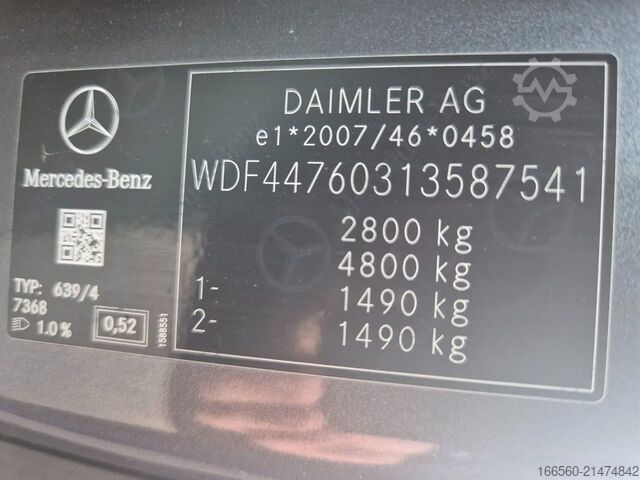 DAIMLER AG
e1*2007/46*0458
WDF44760313587541
2800 kg
4800 kg
1- 1490 kg
2- 1490 kg
Mercedes-Benz
TYP: 639/4
7368
1.0% 0,52
1588551
166560-21474842